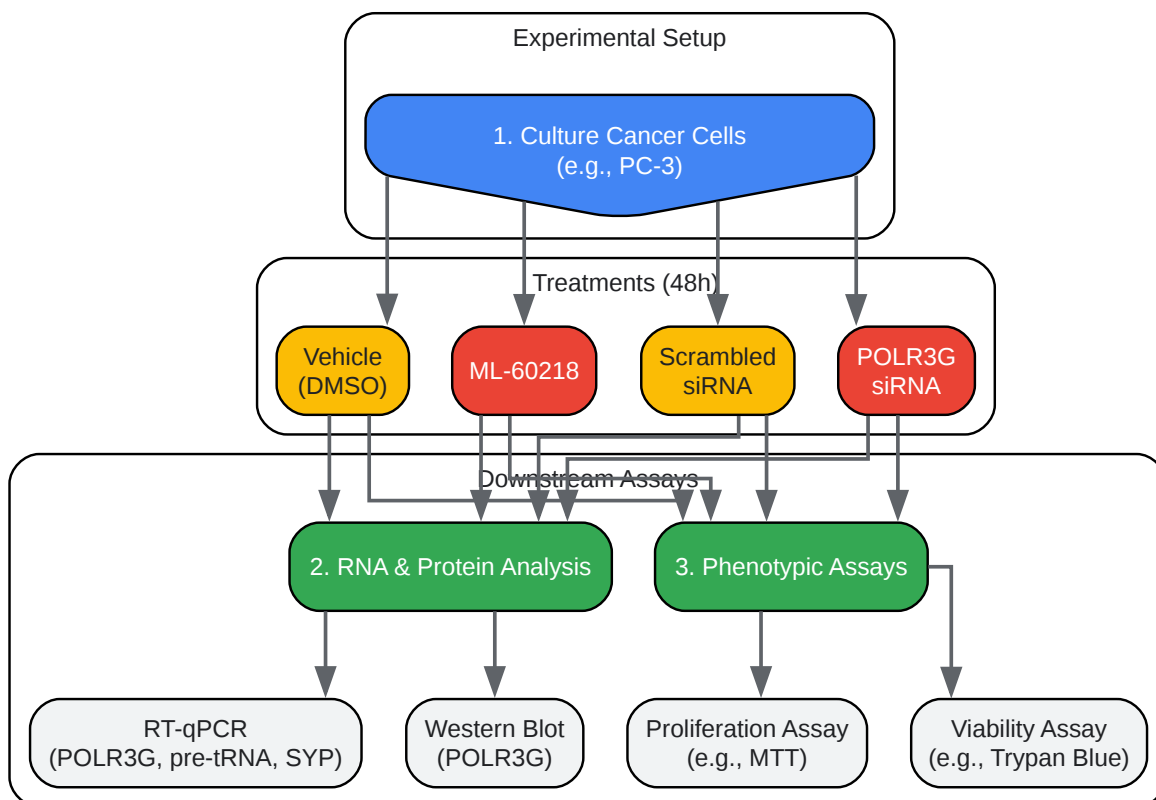 Experimental Setup
1. Culture Cancer Cells
(e.g., PC-3)
Treatments (48h)
Vehicle
(DMSO)
ML-60218
Scrambled
siRNA
POLR3G
siRNA
Downstream Assays
2. RNA & Protein Analysis
3. Phenotypic Assays
RT-qPCR
(POLR3G, pre-tRNA, SYP)
Western Blot
(POLR3G)
Proliferation Assay
(e.g., MTT)
Viability Assay
(e.g., Trypan Blue)